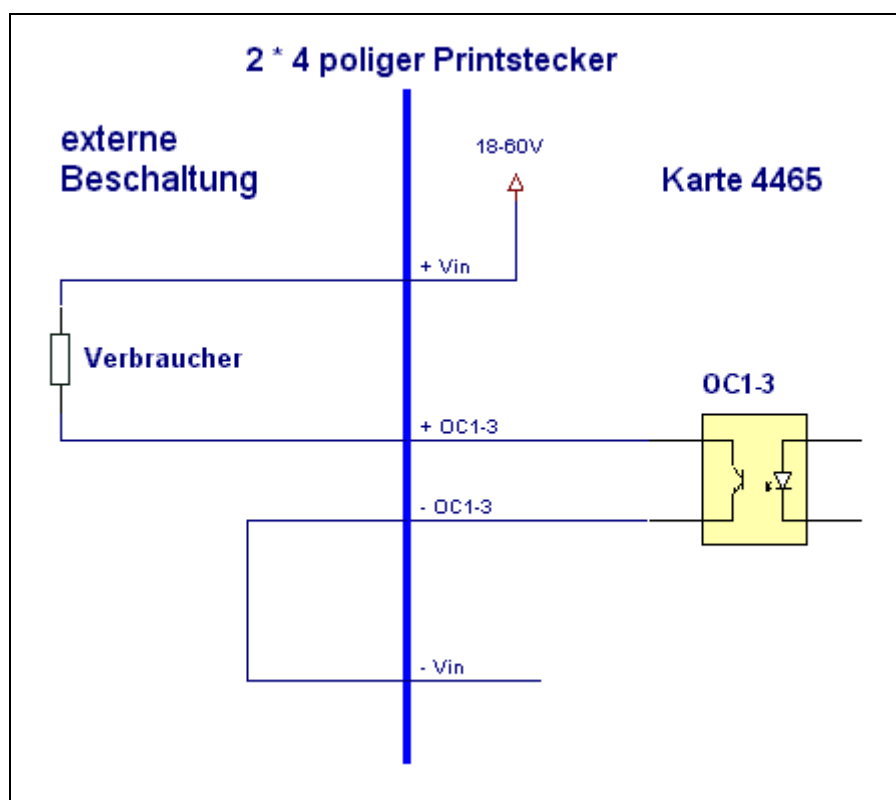 2 * 4 poliger Printstecker
externe
Beschaltung
18-60V
Karte 4465
+ Vin
Verbraucher
OC1-3
+ OC1-3
- OC1-3
- Vin